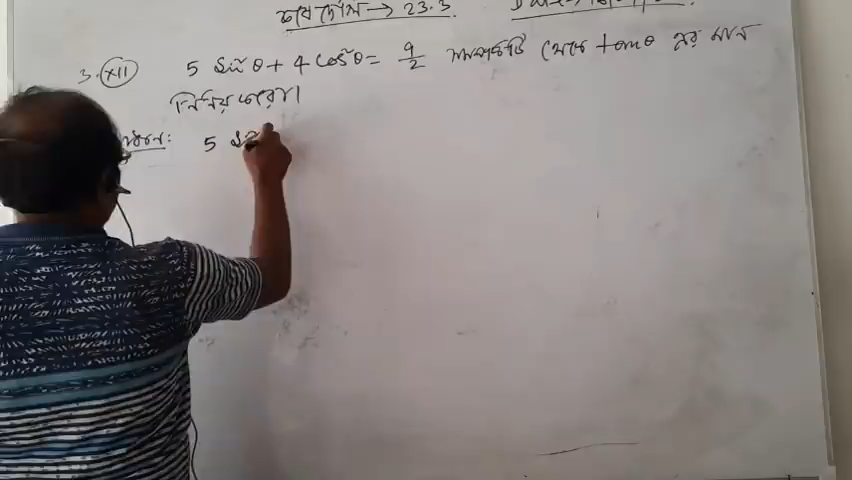 কষে দেখি → 23.3
3. (XII) 5 sin²θ + 4 cos²θ = 9/2 সম্পর্কটি থেকে tanθ এর মান
নির্ণয় করো।
5